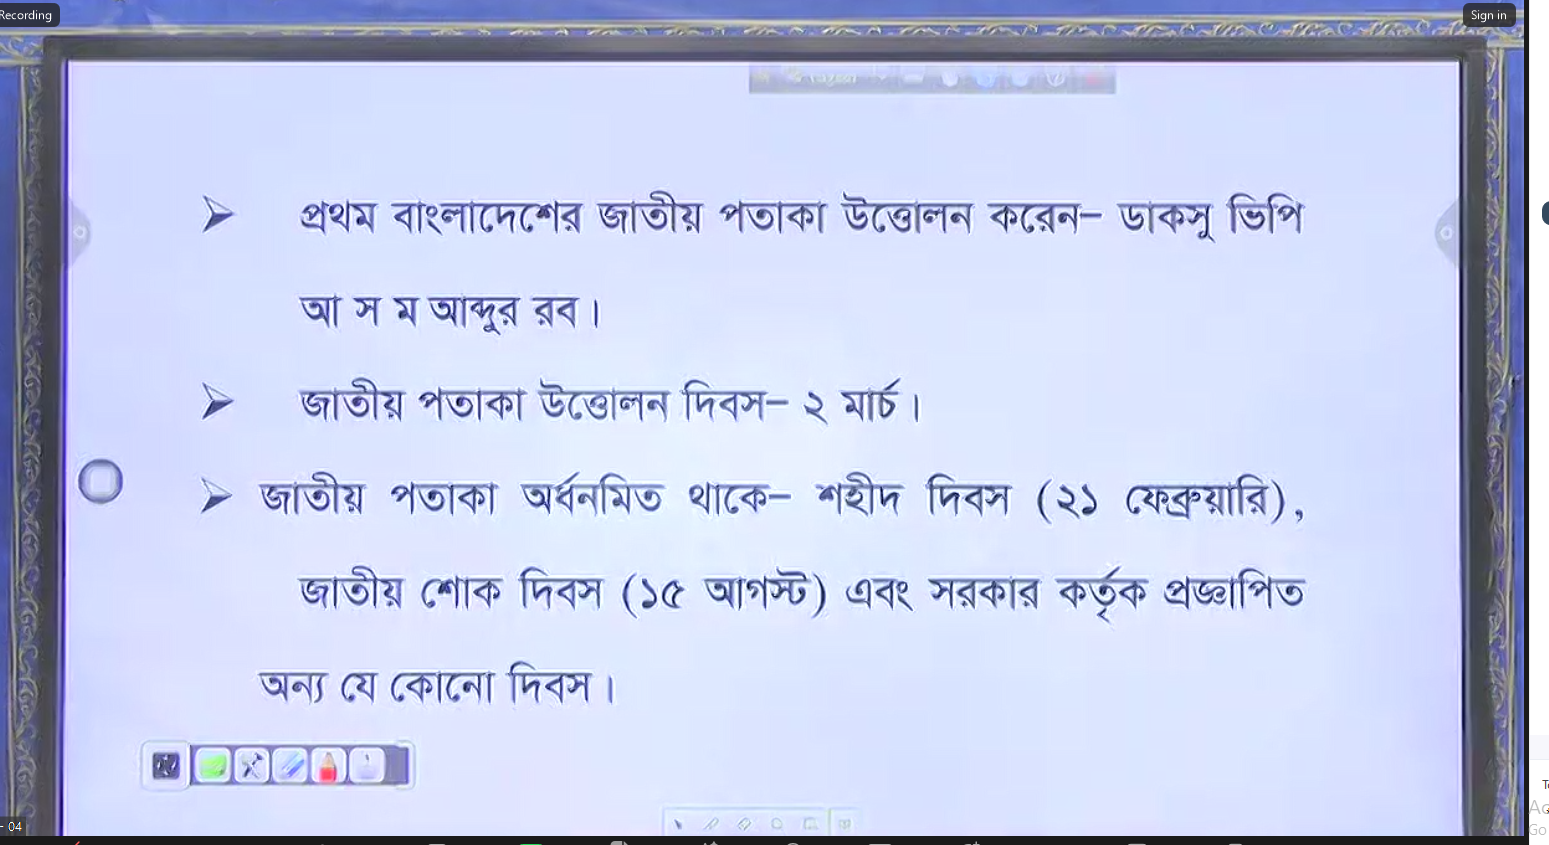 Recording
Sign in
➢ প্রথম বাংলাদেশের জাতীয় পতাকা উত্তোলন করেন– ডাকসু ভিপি
আ স ম আব্দুর রব।
➢ জাতীয় পতাকা উত্তোলন দিবস– ২ মার্চ।
➢ জাতীয় পতাকা অর্ধনমিত থাকে– শহীদ দিবস (২১ ফেব্রুয়ারি),
জাতীয় শোক দিবস (১৫ আগস্ট) এবং সরকার কর্তৃক প্রজ্ঞাপিত
অন্য যে কোনো দিবস।
- 04